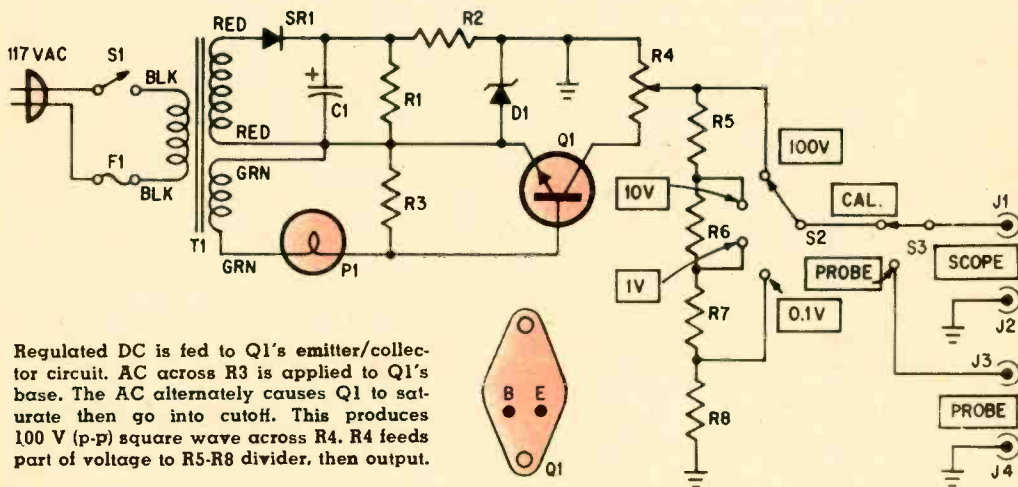 RED
SR1
R2
117 VAC
S1
BLK
+
C1
R1
D1
R4
Q1
R5
100V
RED
GRN
F1
BLK
R3
10V
R6
CAL.
J1
S2
S3
T1
GRN
P1
1V
PROBE
SCOPE
R7
0.1V
J2
J3
R8
PROBE
J4
Regulated DC is fed to Q1's emitter/collec-
tor circuit. AC across R3 is applied to Q1's
base. The AC alternately causes Q1 to sat-
urate then go into cutoff. This produces
100 V (p-p) square wave across R4. R4 feeds
part of voltage to R5-R8 divider, then output.
B E
Q1